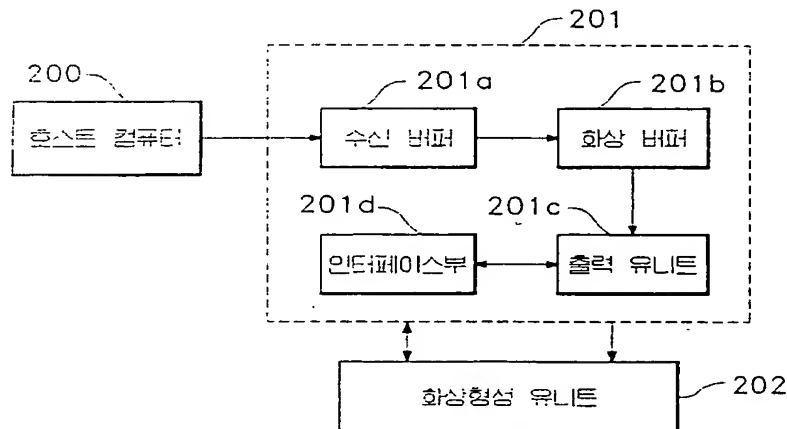 201
200
201a
201b
호스트 컴퓨터
수신 버퍼
화상 버퍼
201d
201c
인터페이스부
출력 유니트
화상형성 유니트
202